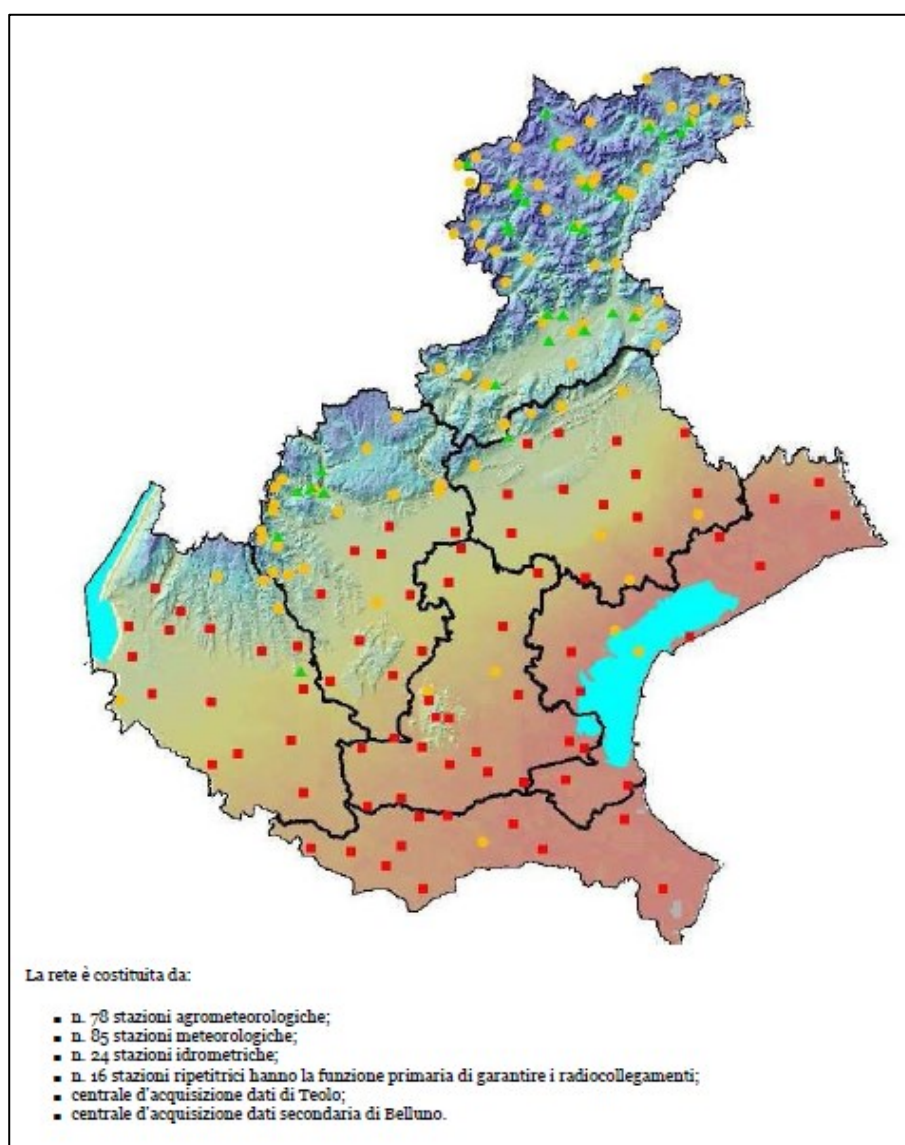 La rete è costituita da:
▪ n. 78 stazioni agrometeorologiche;
▪ n. 85 stazioni meteorologiche;
▪ n. 24 stazioni idrometriche;
▪ n. 16 stazioni ripetitrici hanno la funzione primaria di garantire i radiocollegamenti;
▪ centrale d'acquisizione dati di Teolo;
▪ centrale d'acquisizione dati secondaria di Belluno.